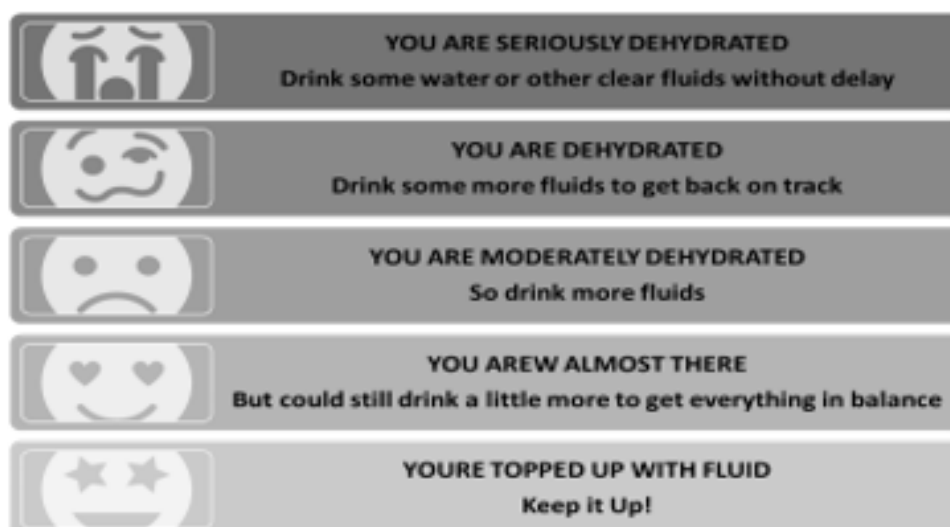 YOU ARE SERIOUSLY DEHYDRATED
Drink some water or other clear fluids without delay
YOU ARE DEHYDRATED
Drink some more fluids to get back on track
YOU ARE MODERATELY DEHYDRATED
So drink more fluids
YOU AREW ALMOST THERE
But could still drink a little more to get everything in balance
YOURE TOPPED UP WITH FLUID
Keep it Up!